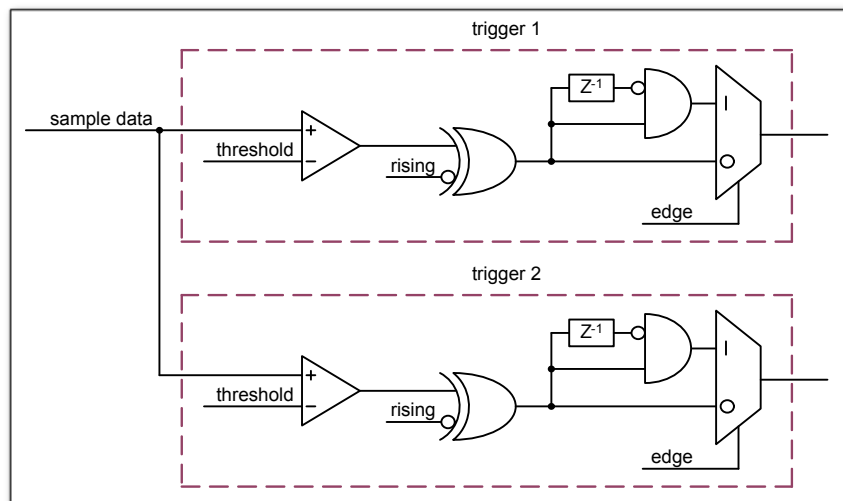 trigger 1
Z-1
sample data
+
I
threshold
−
rising
O
edge
trigger 2
Z-1
I
+
threshold
−
rising
O
edge